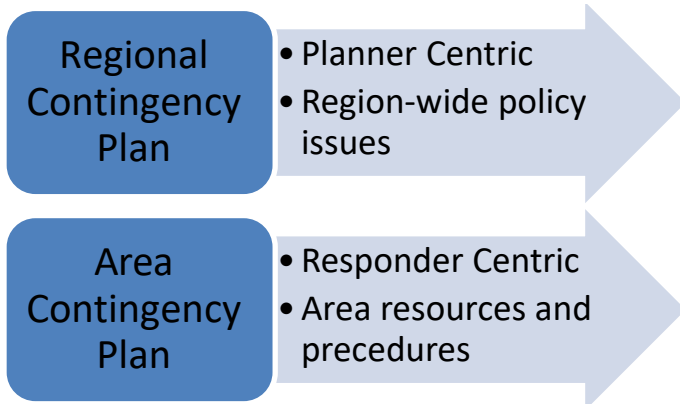 Regional
Contingency
Plan
• Planner Centric
• Region-wide policy
issues
Area
Contingency
Plan
• Responder Centric
• Area resources and
precedures